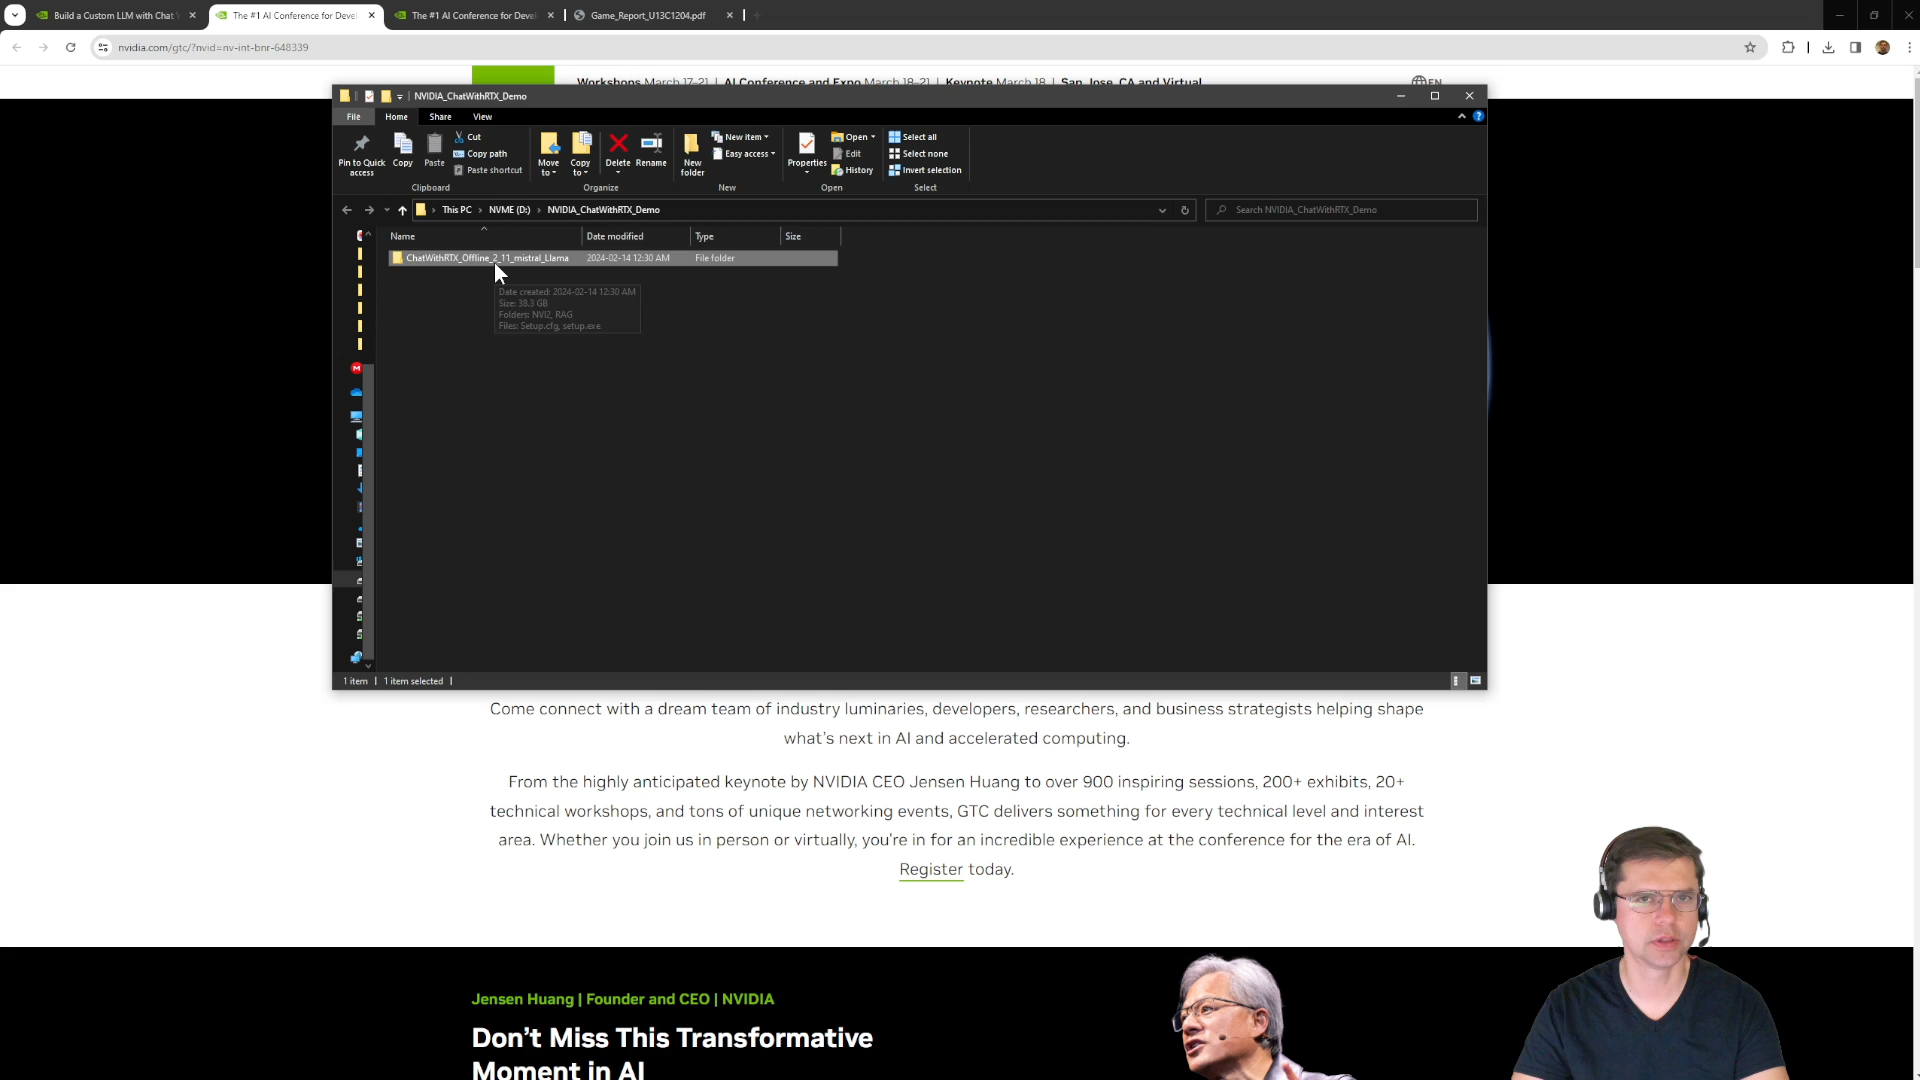 Build a Custom LLM with Chat
The #1 AI Conference for Devel
The #1 AI Conference for Devel
Game_Report_U13C1204.pdf
nvidia.com/gtc/?nvid=nv-int-bnr-648339
Workshops March 17-21 | AI Conference and Expo March 18-21 | Keynote March 18 | San Jose, CA and Virtual
EN
NVIDIA_ChatWithRTX_Demo
File Home Share View
Pin to Quick access
Copy
Paste
Cut
Copy path
Paste shortcut
Move to
Copy to
Delete
Rename
New folder
New item
Easy access
Properties
Open
Edit
History
Select all
Select none
Invert selection
Clipboard Organize New Open Select
This PC > NVME (D:) > NVIDIA_ChatWithRTX_Demo
Search NVIDIA_ChatWithRTX_Demo
Name Date modified Type Size
ChatWithRTX_Offline_2_11_mistral_Llama 2024-02-14 12:30 AM File folder
Date created: 2024-02-14 12:30 AM
Size: 38.3 GB
Folders: NVI2, RAG
Files: Setup.cfg, setup.exe
1 item | 1 item selected |
Come connect with a dream team of industry luminaries, developers, researchers, and business strategists helping shape
what's next in AI and accelerated computing.
From the highly anticipated keynote by NVIDIA CEO Jensen Huang to over 900 inspiring sessions, 200+ exhibits, 20+
technical workshops, and tons of unique networking events, GTC delivers something for every technical level and interest
area. Whether you join us in person or virtually, you're in for an incredible experience at the conference for the era of AI.
Register today.
Jensen Huang | Founder and CEO | NVIDIA
Don't Miss This Transformative
Moment in AI